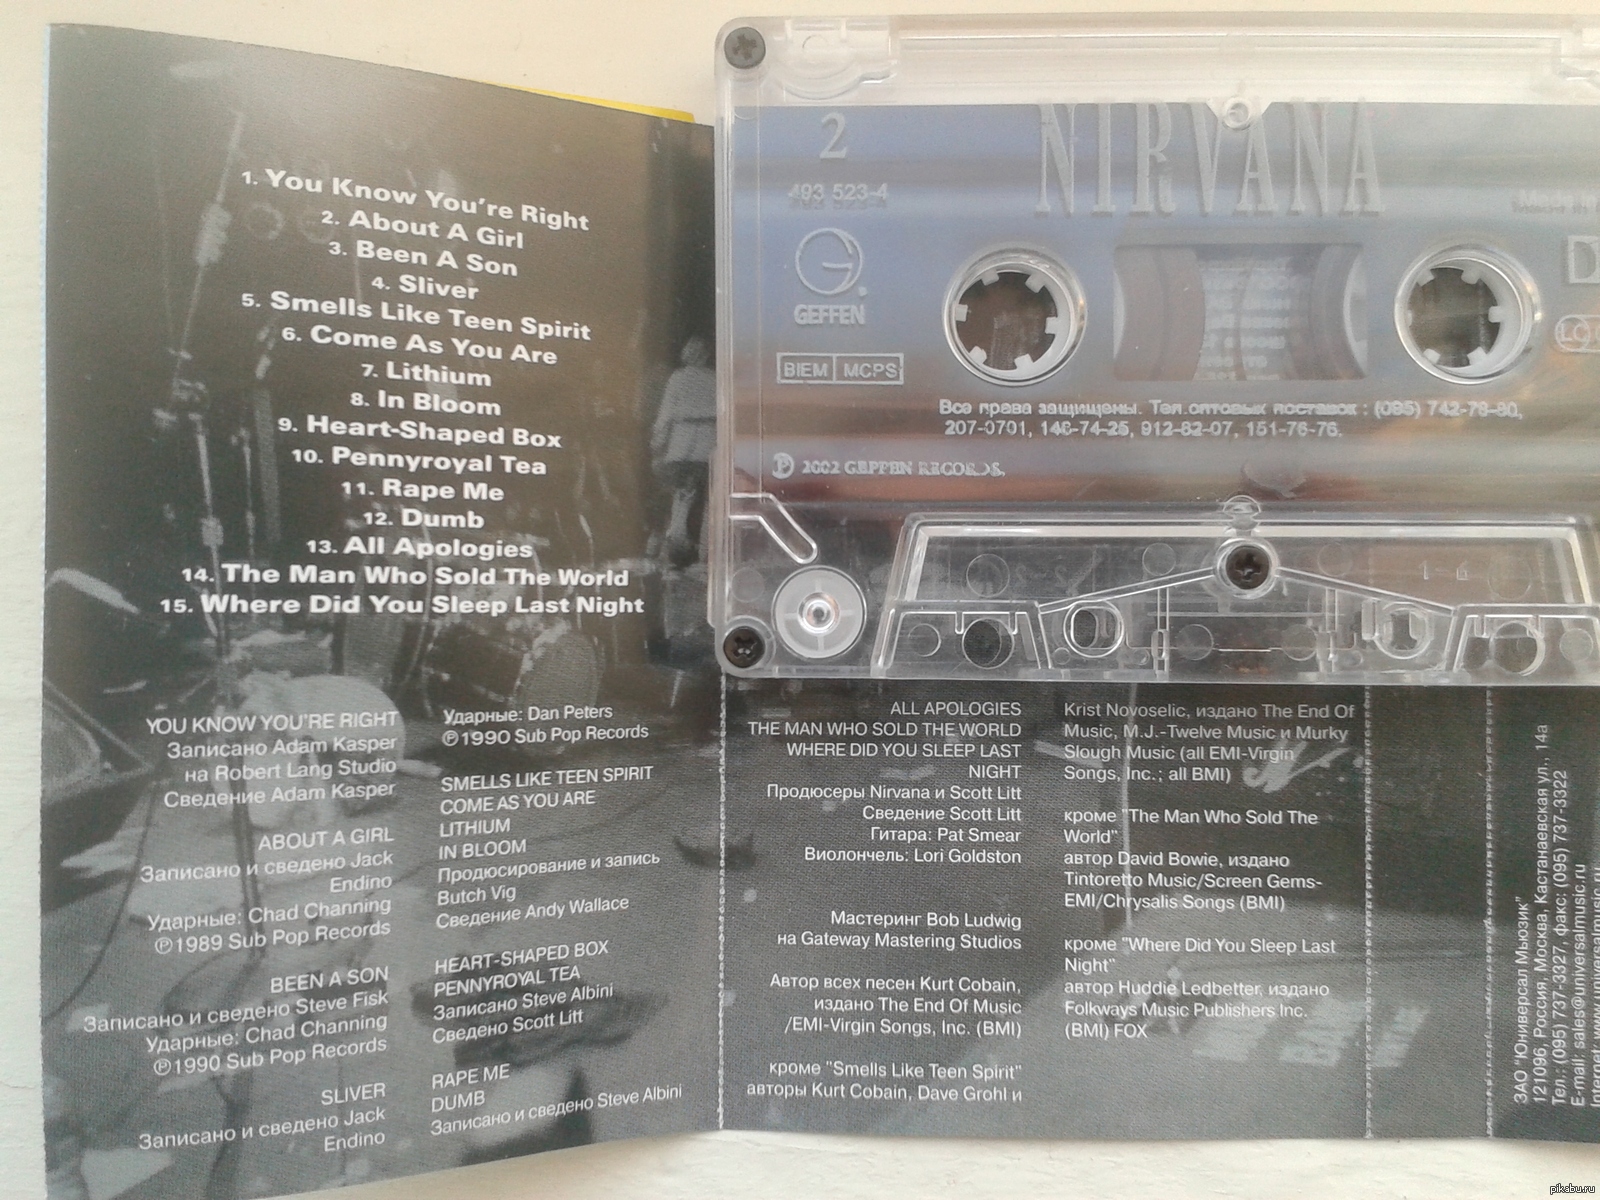 1. You Know You're Right
2. About A Girl
3. Been A Son
4. Sliver
5. Smells Like Teen Spirit
6. Come As You Are
7. Lithium
8. In Bloom
9. Heart-Shaped Box
10. Pennyroyal Tea
11. Rape Me
12. Dumb
13. All Apologies
14. The Man Who Sold The World
15. Where Did You Sleep Last Night
YOU KNOW YOU'RE RIGHT
Записано Adam Kasper
на Robert Lang Studio
Сведение Adam Kasper
ABOUT A GIRL
Записано и сведено Jack
Endino
Ударные: Chad Channing
℗1989 Sub Pop Records
BEEN A SON
Записано и сведено Steve Fisk
Ударные: Chad Channing
℗1990 Sub Pop Records
SLIVER
Записано и сведено Jack
Endino
Ударные: Dan Peters
℗1990 Sub Pop Records
SMELLS LIKE TEEN SPIRIT
COME AS YOU ARE
LITHIUM
IN BLOOM
Продюсирование и запись
Butch Vig
Сведение Andy Wallace
HEART-SHAPED BOX
PENNYROYAL TEA
Записано Steve Albini
Сведено Scott Litt
RAPE ME
DUMB
Записано и сведено Steve Albini
2
NIRVANA
493 523-4
GEFFEN
BIEM MCPS
Все права защищены. Тел.оптовых поставок : (095) 742-79-80,
207-0701, 146-74-25, 912-82-07, 151-76-76.
℗ 2002 GEFFEN RECORDS.
ALL APOLOGIES
THE MAN WHO SOLD THE WORLD
WHERE DID YOU SLEEP LAST
NIGHT
Продюсеры Nirvana и Scott Litt
Сведение Scott Litt
Гитара: Pat Smear
Виолончель: Lori Goldston
Мастеринг Bob Ludwig
на Gateway Mastering Studios
Автор всех песен Kurt Cobain,
издано The End Of Music
/EMI-Virgin Songs, Inc. (BMI)
кроме "Smells Like Teen Spirit"
авторы Kurt Cobain, Dave Grohl и
Krist Novoselic, издано The End Of
Music, M.J.-Twelve Music и Murky
Slough Music (all EMI-Virgin
Songs, Inc.; all BMI)
кроме "The Man Who Sold The
World"
автор David Bowie, издано
Tintoretto Music/Screen Gems-
EMI/Chrysalis Songs (BMI)
кроме "Where Did You Sleep Last
Night"
автор Huddie Ledbetter, издано
Folkways Music Publishers Inc.
(BMI) FOX
ЗАО "Юниверсал Мьюзик"
121096, Россия, Москва, Кастанаевская ул., 14а
Тел.: (095) 737-3327, факс: (095) 737-3322
E-mail: sales@universalmusic.ru
pikabu.ru